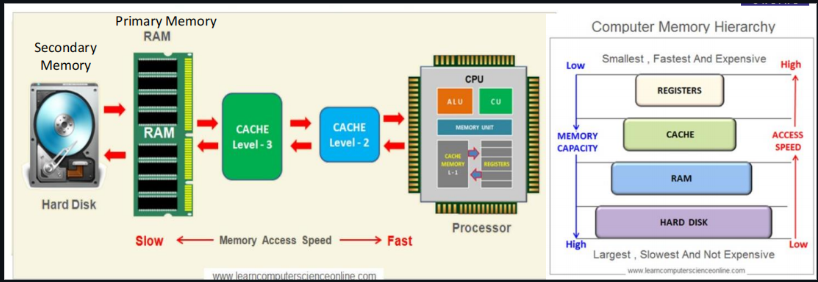 Primary Memory
RAM
Secondary
Memory
Hard Disk
RAM
CACHE
Level - 3
CACHE
Level - 2
CPU
ALU
CU
MEMORY UNIT
CACHE
MEMORY
L - 1
REGISTERS
Processor
Slow
Memory Access Speed
Fast
www.learncomputerscienceonline.com
Computer Memory Hierarchy
Smallest , Fastest And Expensive
Low
High
REGISTERS
CACHE
MEMORY
CAPACITY
ACCESS
SPEED
RAM
HARD DISK
High
Low
Largest , Slowest And Not Expensive
www.learncomputerscienceonline.com